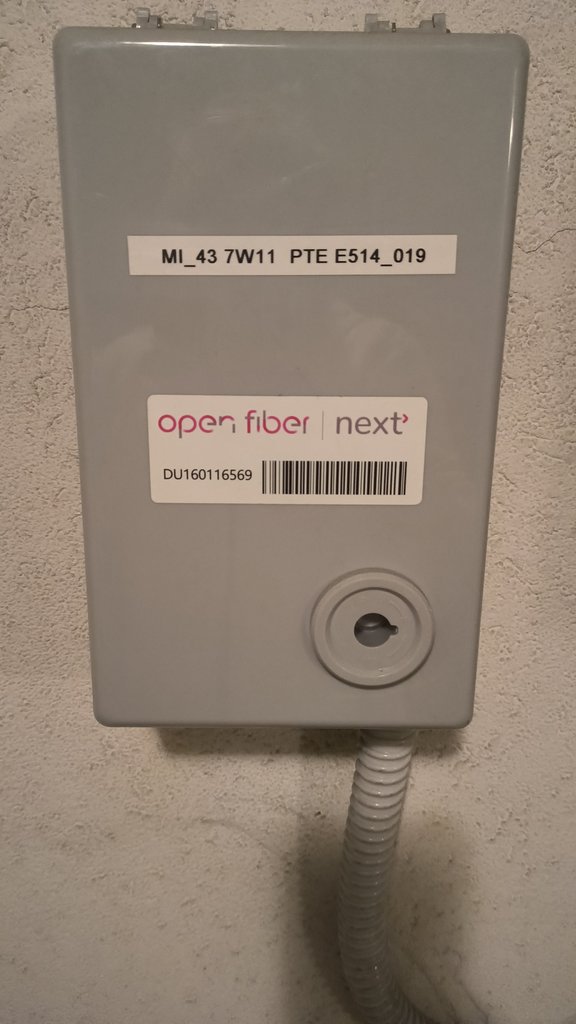 MI_43 7W11 PTE E514_019
open fiber | next
DU160116569